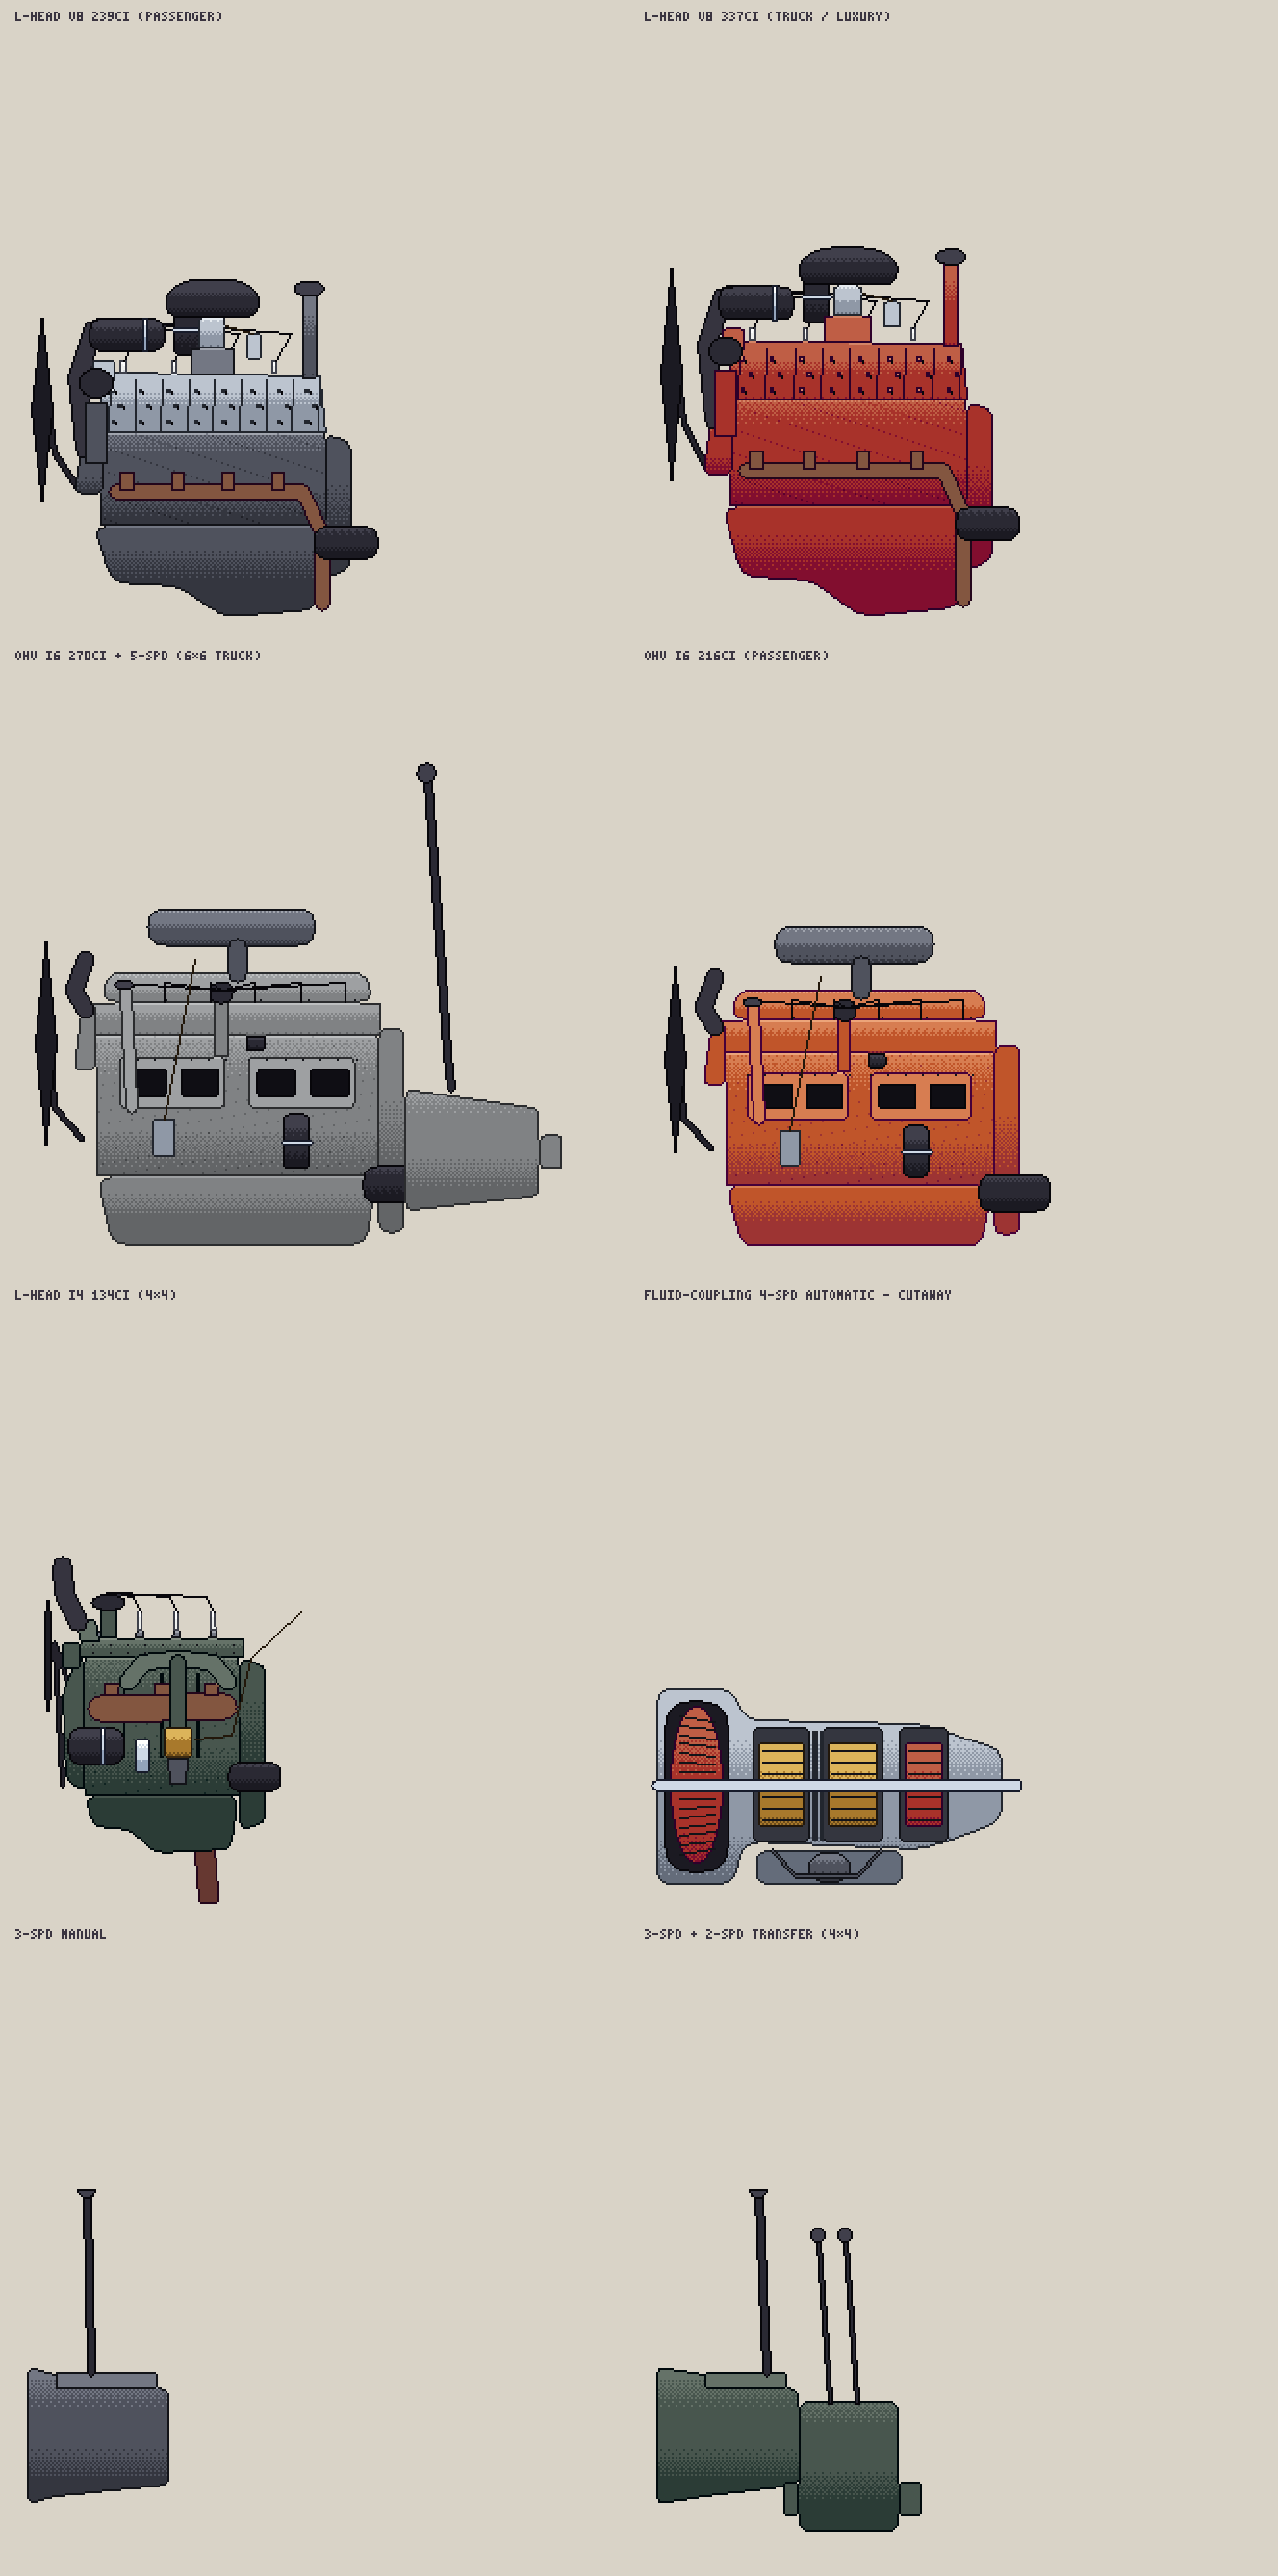 L-HEAD V8 239CI (PASSENGER)
L-HEAD V8 337CI (TRUCK / LUXURY)
OHV I6 270CI + 5-SPD (6×6 TRUCK)
OHV I6 216CI (PASSENGER)
L-HEAD I4 134CI (4×4)
FLUID-COUPLING 4-SPD AUTOMATIC - CUTAWAY
3-SPD MANUAL
3-SPD + 2-SPD TRANSFER (4×4)